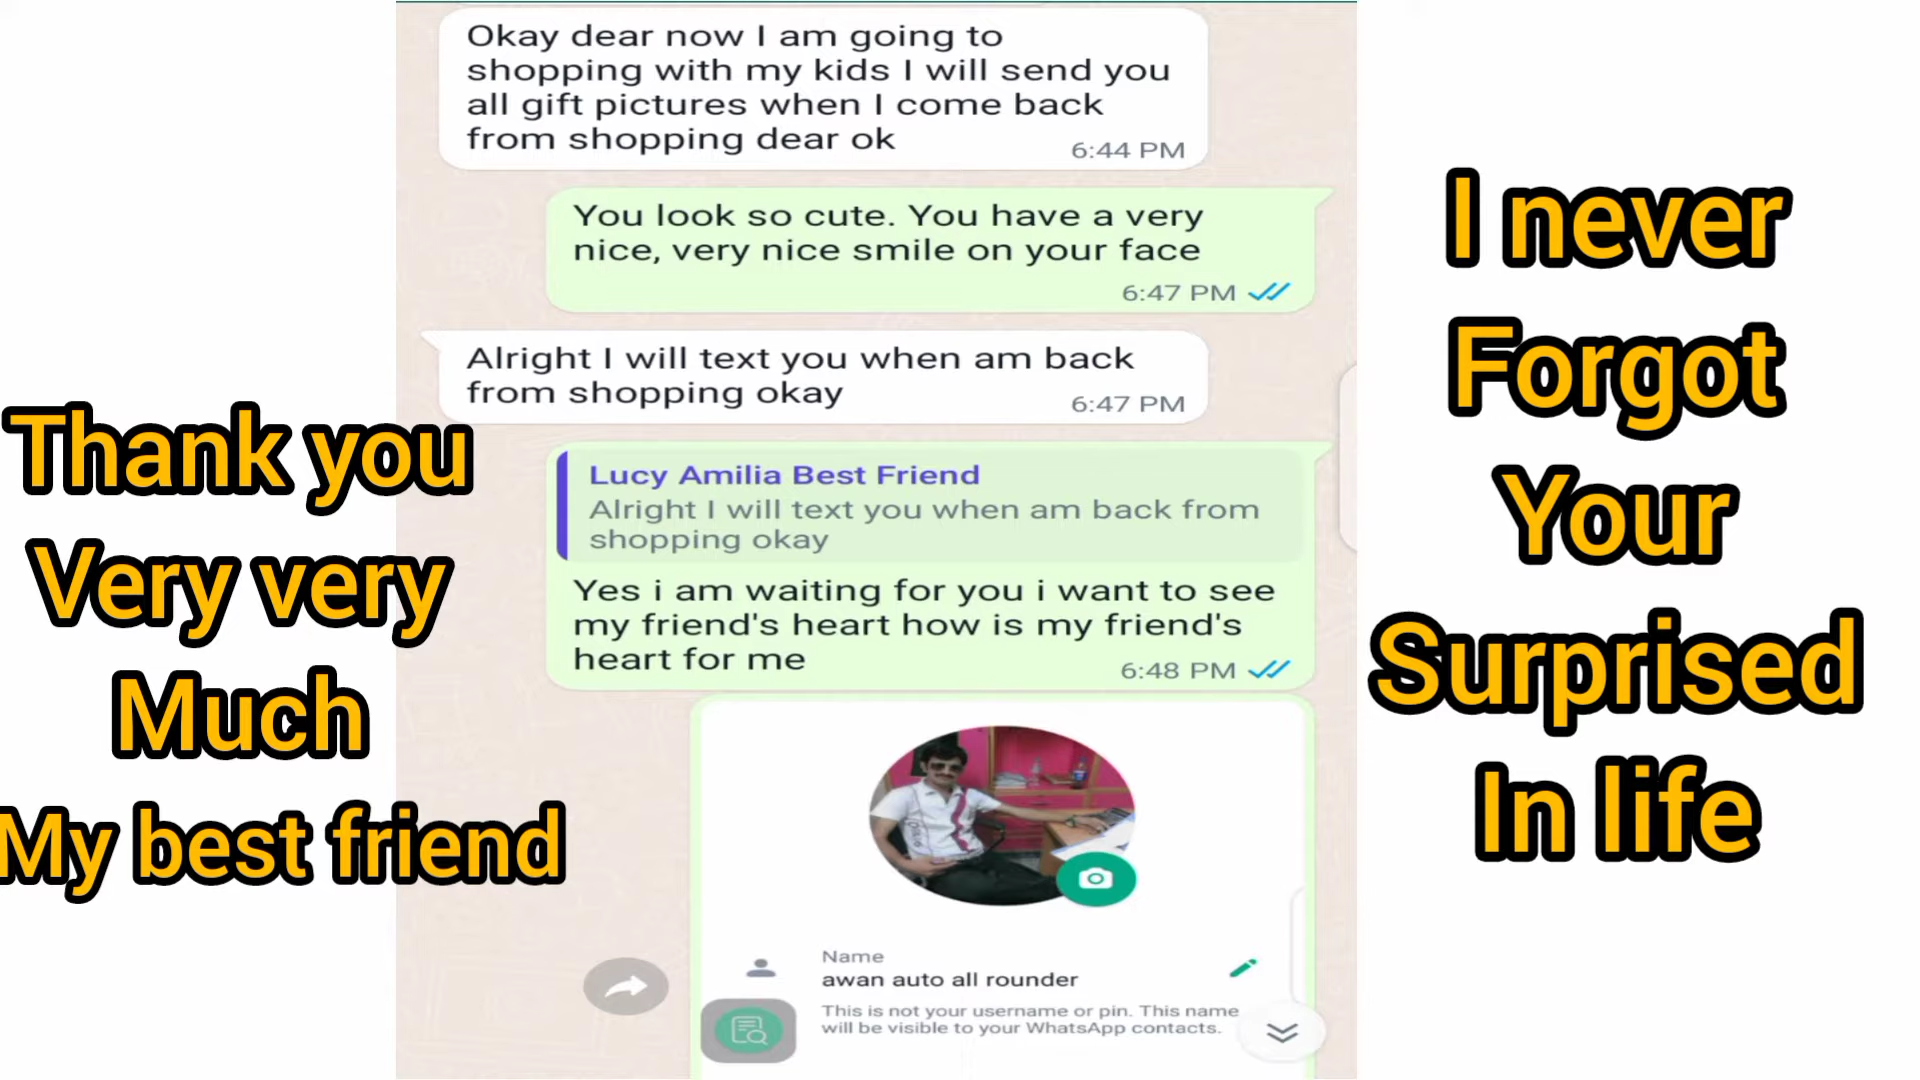 Okay dear now I am going to
shopping with my kids I will send you
all gift pictures when I come back
from shopping dear ok
6:44 PM
You look so cute. You have a very
nice, very nice smile on your face
6:47 PM
Alright I will text you when am back
from shopping okay
6:47 PM
Lucy Amilia Best Friend
Alright I will text you when am back from
shopping okay
Yes i am waiting for you i want to see
my friend's heart how is my friend's
heart for me
6:48 PM
Name
awan auto all rounder
This is not your username or pin. This name
will be visible to your WhatsApp contacts.
Thank you
Very very
Much
My best friend
I never
Forgot
Your
Surprised
In life